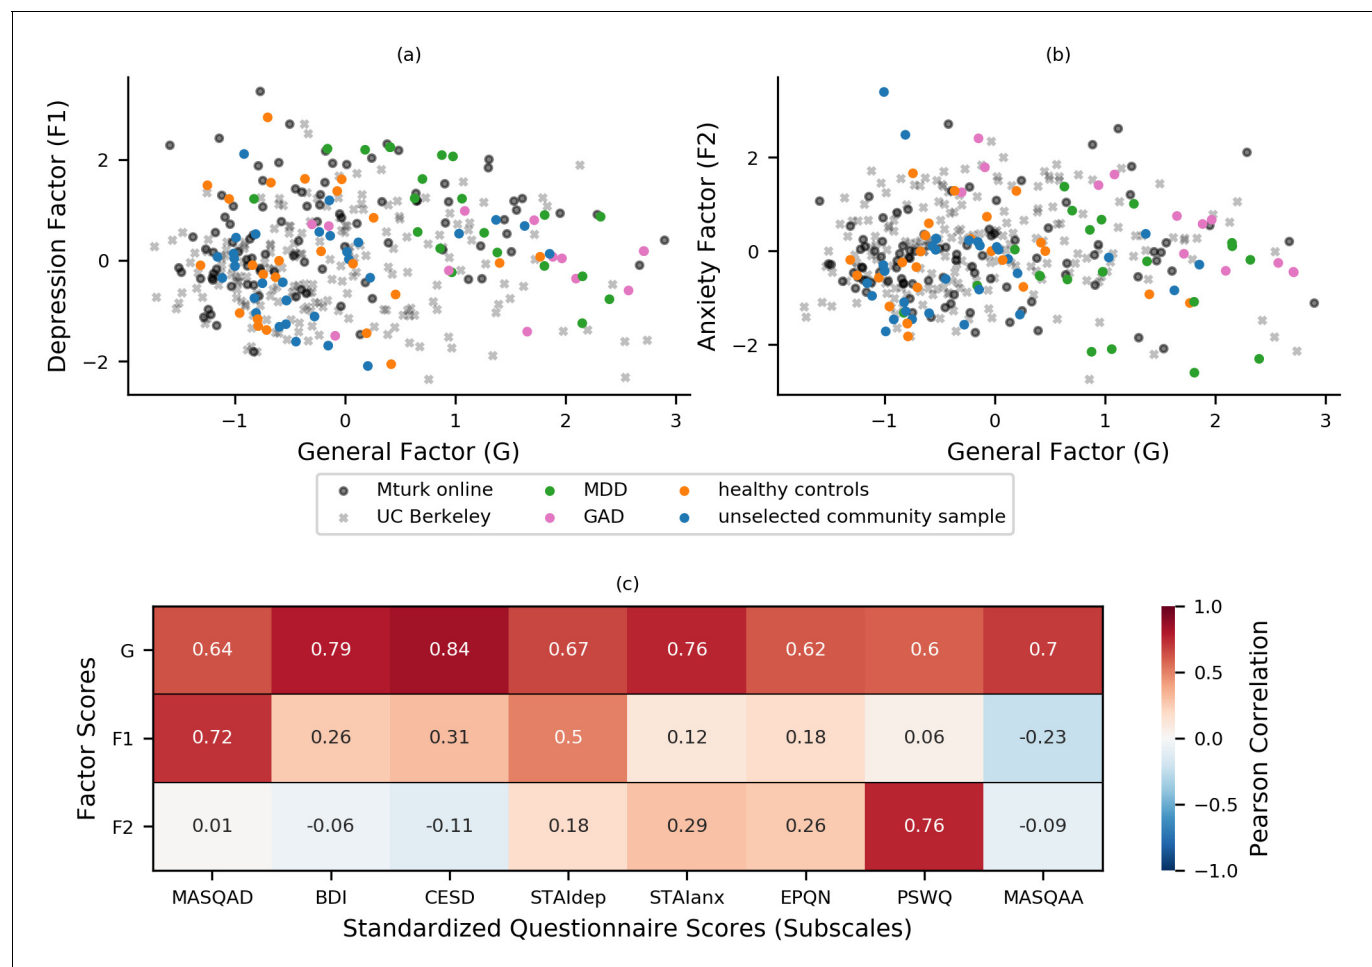 (a)
(b)
Depression Factor (F1)
2
0
−2
−1
0
1
2
3
General Factor (G)
Anxiety Factor (F2)
2
0
−2
−1
0
1
2
3
General Factor (G)
Mturk online
MDD
healthy controls
UC Berkeley
GAD
unselected community sample
(c)
Factor Scores
G 0.64 0.79 0.84 0.67 0.76 0.62 0.6 0.7
F1 0.72 0.26 0.31 0.5 0.12 0.18 0.06 -0.23
F2 0.01 -0.06 -0.11 0.18 0.29 0.26 0.76 -0.09
MASQAD BDI CESD STAIdep STAIanx EPQN PSWQ MASQAA
Standardized Questionnaire Scores (Subscales)
1.0
0.5
0.0
−0.5
−1.0
Pearson Correlation